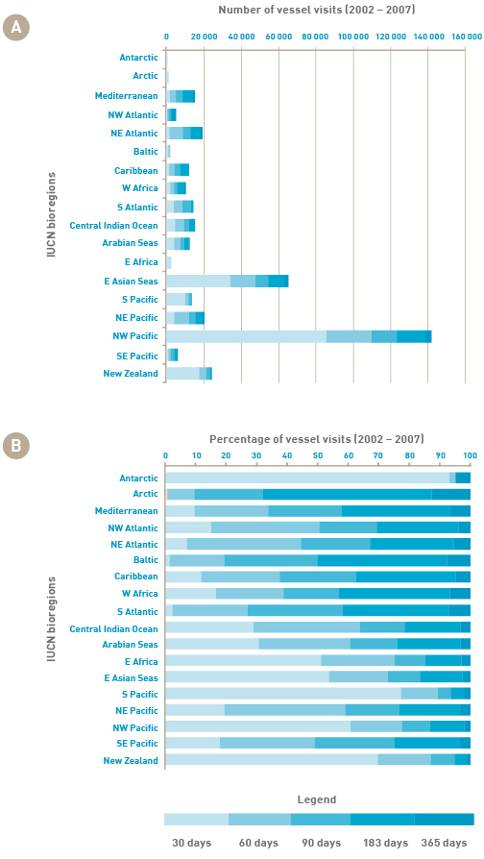 A
Number of vessel visits (2002 – 2007)
0 20 000 40 000 60 000 80 000 100 000 120 000 140 000 160 000
IUCN bioregions
Antarctic
Arctic
Mediterranean
NW Atlantic
NE Atlantic
Baltic
Caribbean
W Africa
S Atlantic
Central Indian Ocean
Arabian Seas
E Africa
E Asian Seas
S Pacific
NE Pacific
NW Pacific
SE Pacific
New Zealand
B
Percentage of vessel visits (2002 – 2007)
0 10 20 30 40 50 60 70 80 90 100
IUCN bioregions
Antarctic
Arctic
Mediterranean
NW Atlantic
NE Atlantic
Baltic
Caribbean
W Africa
S Atlantic
Central Indian Ocean
Arabian Seas
E Africa
E Asian Seas
S Pacific
NE Pacific
NW Pacific
SE Pacific
New Zealand
Legend
30 days 60 days 90 days 183 days 365 days